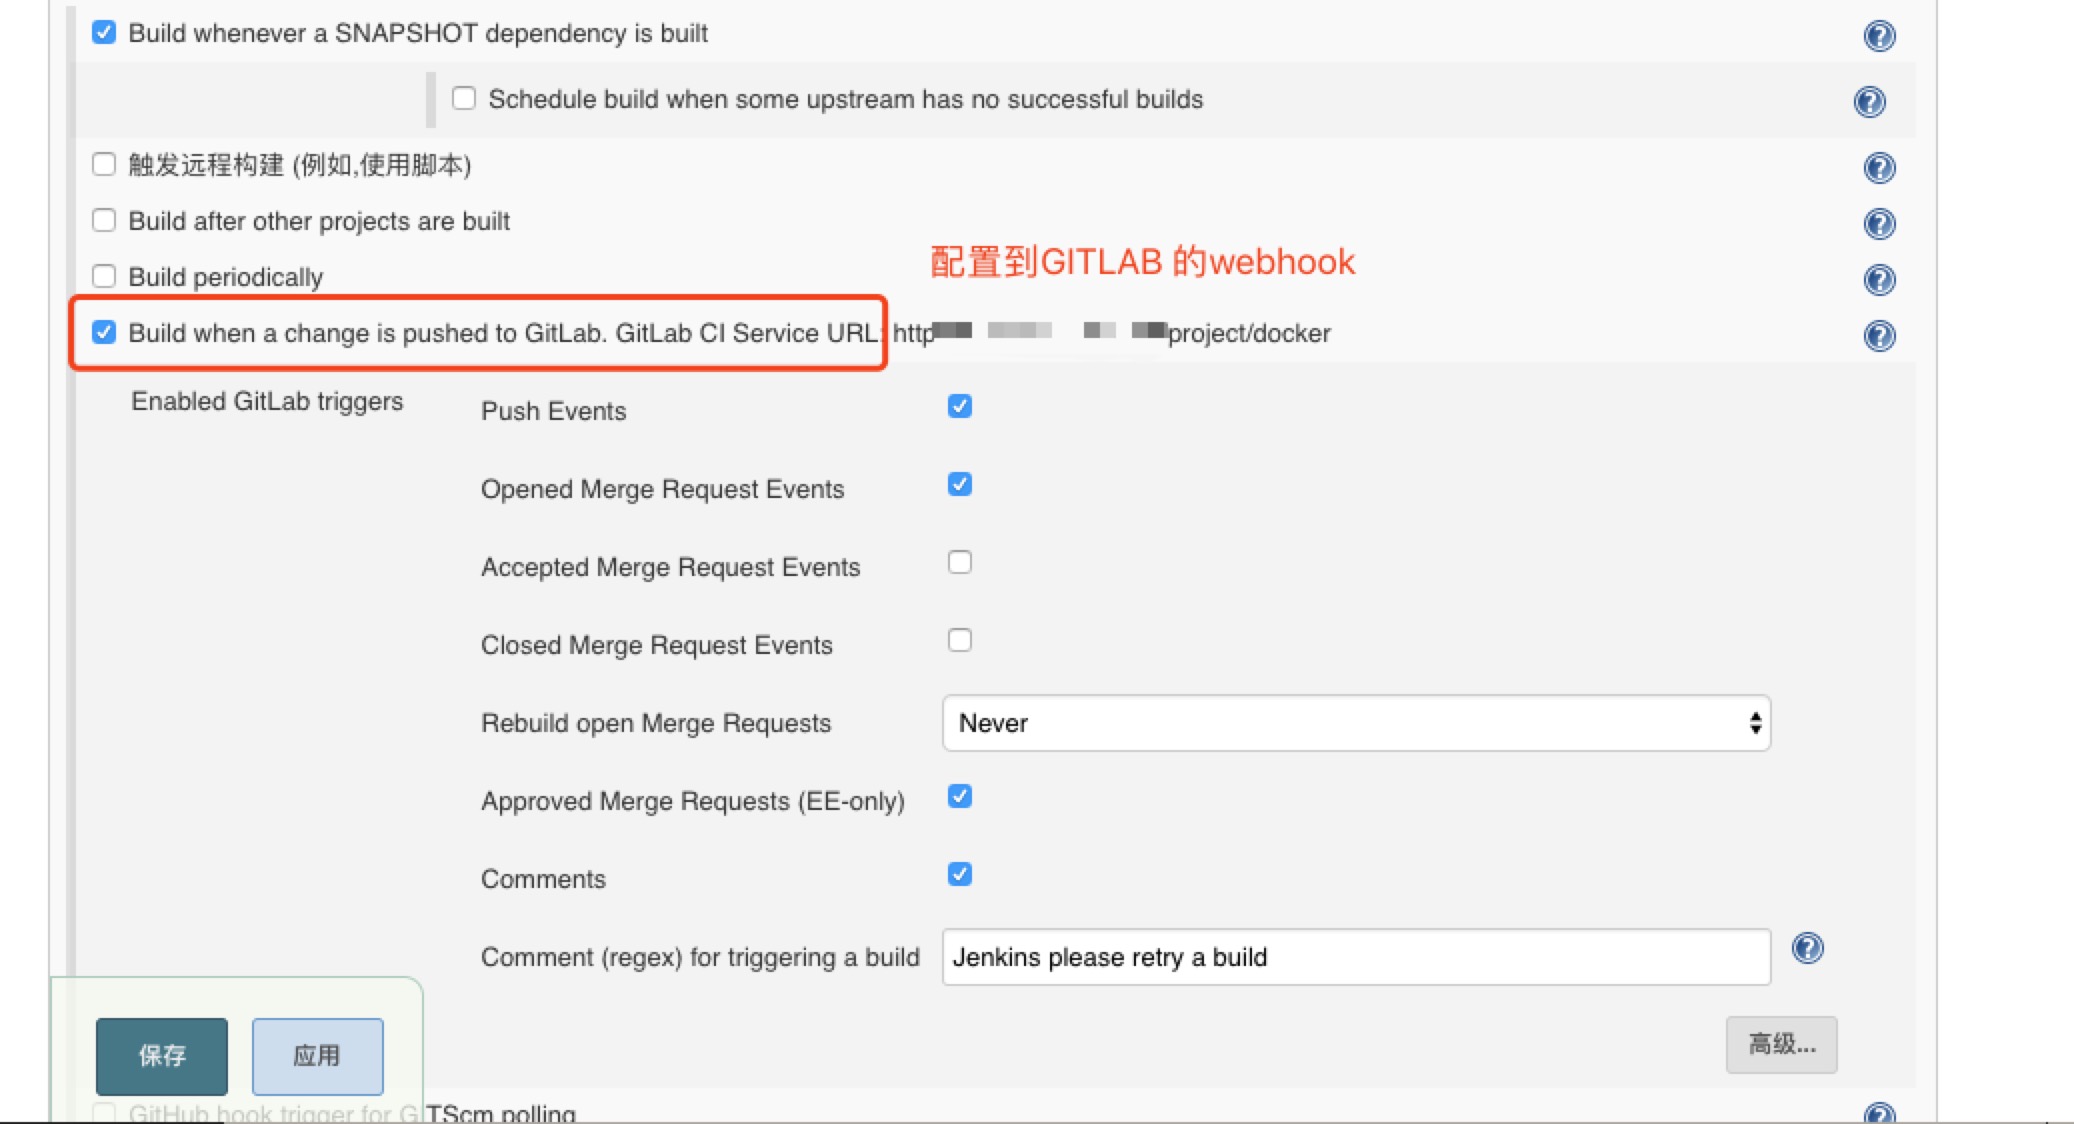 Build whenever a SNAPSHOT dependency is built
Schedule build when some upstream has no successful builds
触发远程构建 (例如,使用脚本)
Build after other projects are built
配置到GITLAB 的webhook
Build periodically
Build when a change is pushed to GitLab. GitLab CI Service URL: http project/docker
Enabled GitLab triggers
Push Events
Opened Merge Request Events
Accepted Merge Request Events
Closed Merge Request Events
Rebuild open Merge Requests Never
Approved Merge Requests (EE-only)
Comments
Comment (regex) for triggering a build Jenkins please retry a build
高级...
保存 应用
GitHub hook trigger for GITScm polling